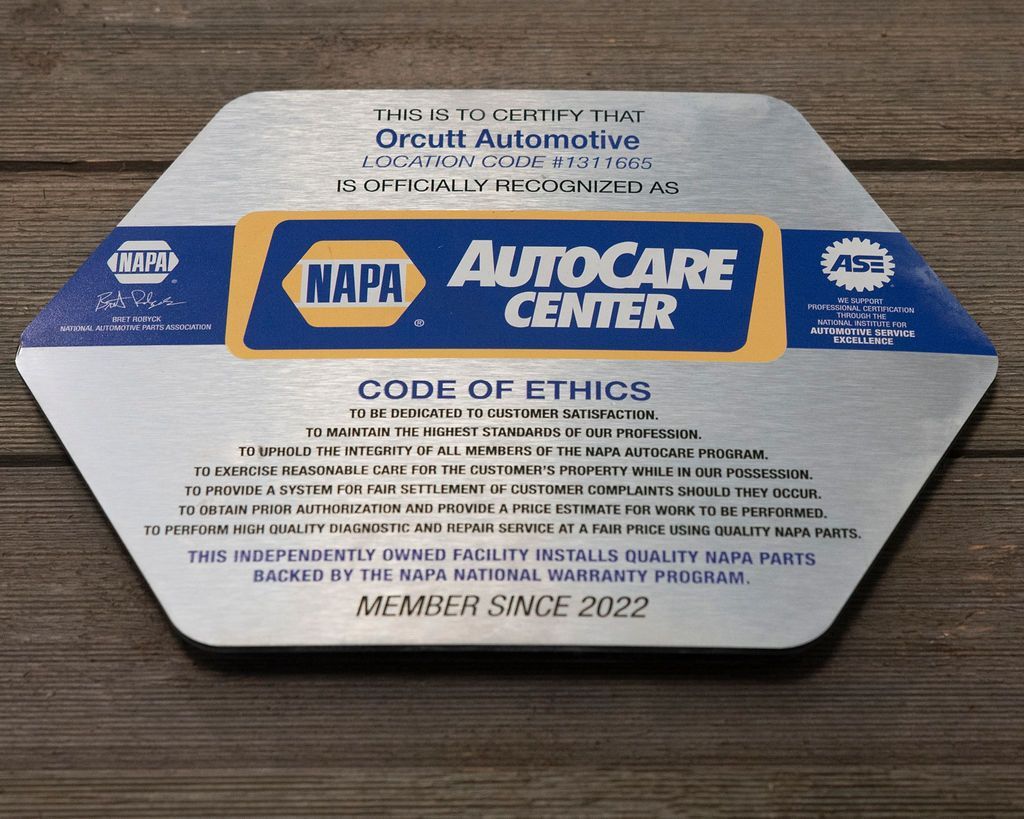 THIS IS TO CERTIFY THAT
Orcutt Automotive
LOCATION CODE #1311665
IS OFFICIALLY RECOGNIZED AS
NAPA
®
Bret Robyck
BRET ROBYCK
NATIONAL AUTOMOTIVE PARTS ASSOCIATION
NAPA
®
AUTOCARE
CENTER
ASE
WE SUPPORT
PROFESSIONAL CERTIFICATION
THROUGH THE
NATIONAL INSTITUTE FOR
AUTOMOTIVE SERVICE
EXCELLENCE
CODE OF ETHICS
TO BE DEDICATED TO CUSTOMER SATISFACTION.
TO MAINTAIN THE HIGHEST STANDARDS OF OUR PROFESSION.
TO UPHOLD THE INTEGRITY OF ALL MEMBERS OF THE NAPA AUTOCARE PROGRAM.
TO EXERCISE REASONABLE CARE FOR THE CUSTOMER'S PROPERTY WHILE IN OUR POSSESSION.
TO PROVIDE A SYSTEM FOR FAIR SETTLEMENT OF CUSTOMER COMPLAINTS SHOULD THEY OCCUR.
TO OBTAIN PRIOR AUTHORIZATION AND PROVIDE A PRICE ESTIMATE FOR WORK TO BE PERFORMED.
TO PERFORM HIGH QUALITY DIAGNOSTIC AND REPAIR SERVICE AT A FAIR PRICE USING QUALITY NAPA PARTS.
THIS INDEPENDENTLY OWNED FACILITY INSTALLS QUALITY NAPA PARTS
BACKED BY THE NAPA NATIONAL WARRANTY PROGRAM.
MEMBER SINCE 2022